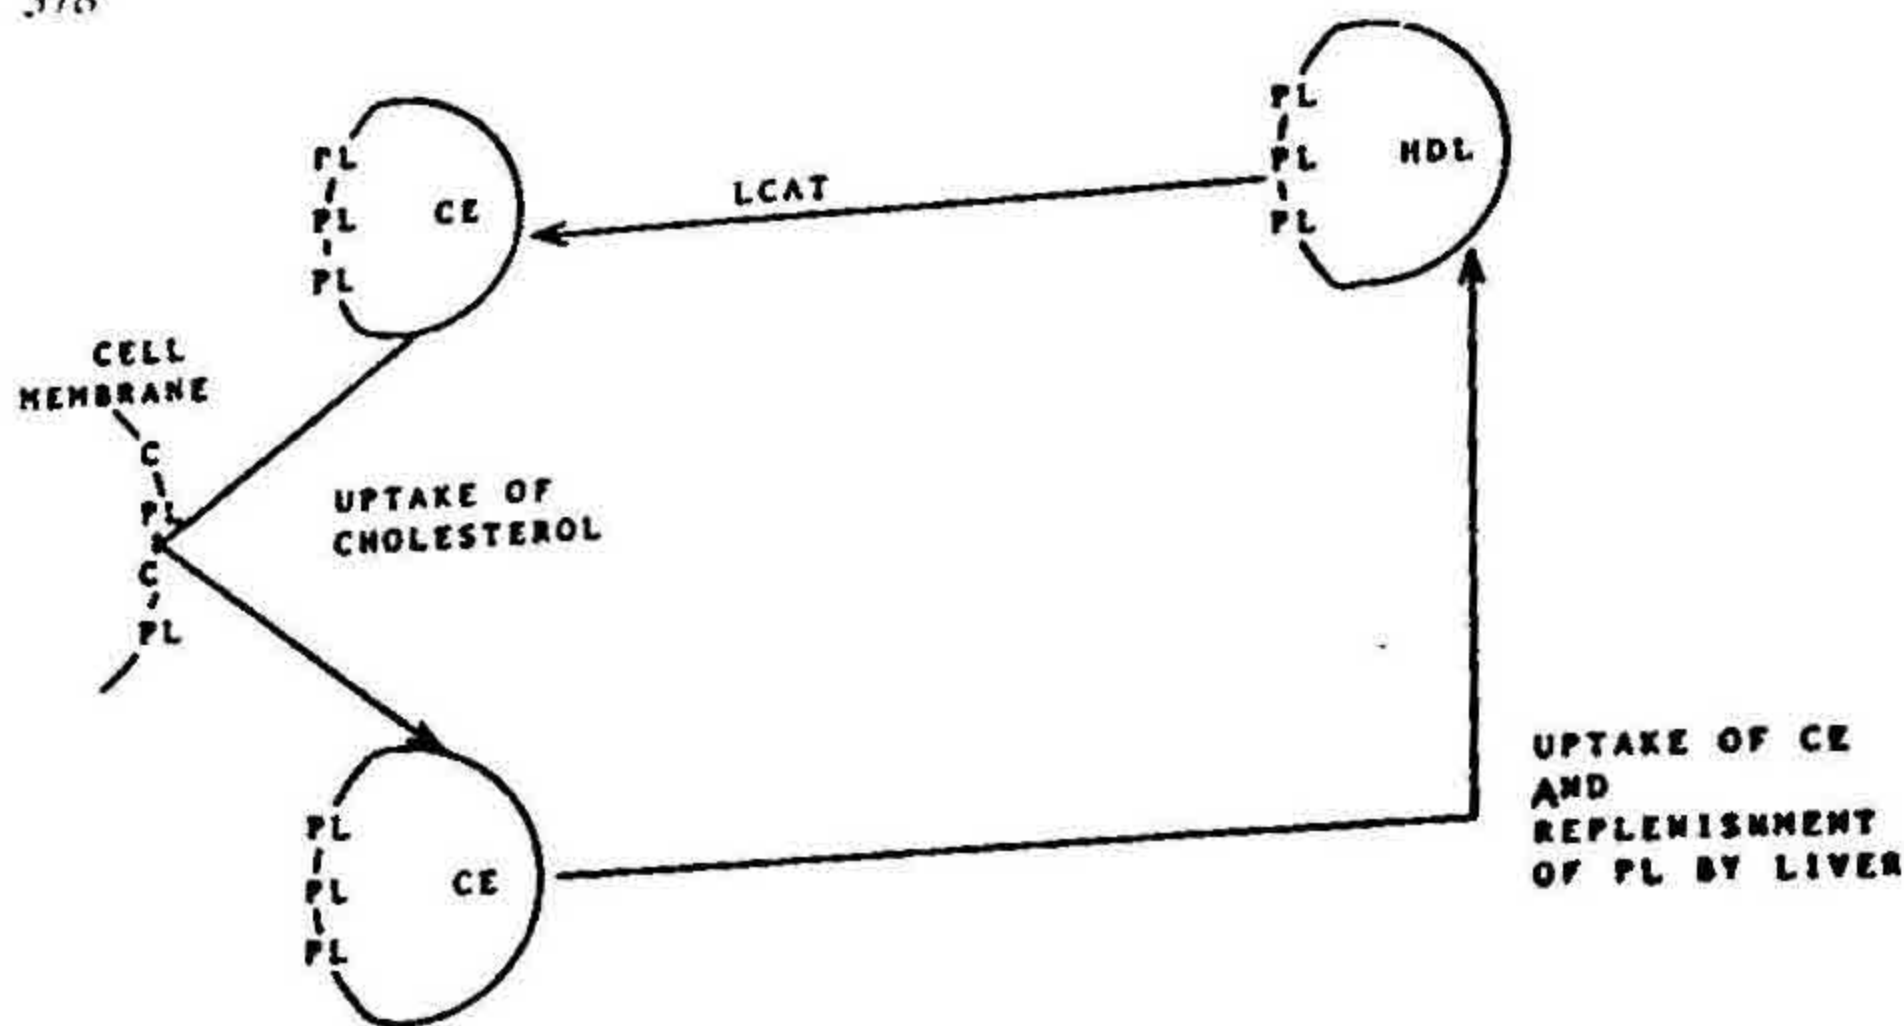 PL
PL
PL
HDL
LCAT
PL
PL
PL
CE
CELL
MEMBRANE
C
PL
C
PL
UPTAKE OF
CHOLESTEROL
PL
PL
PL
CE
UPTAKE OF CE
AND
REPLENISHMENT
OF PL BY LIVER